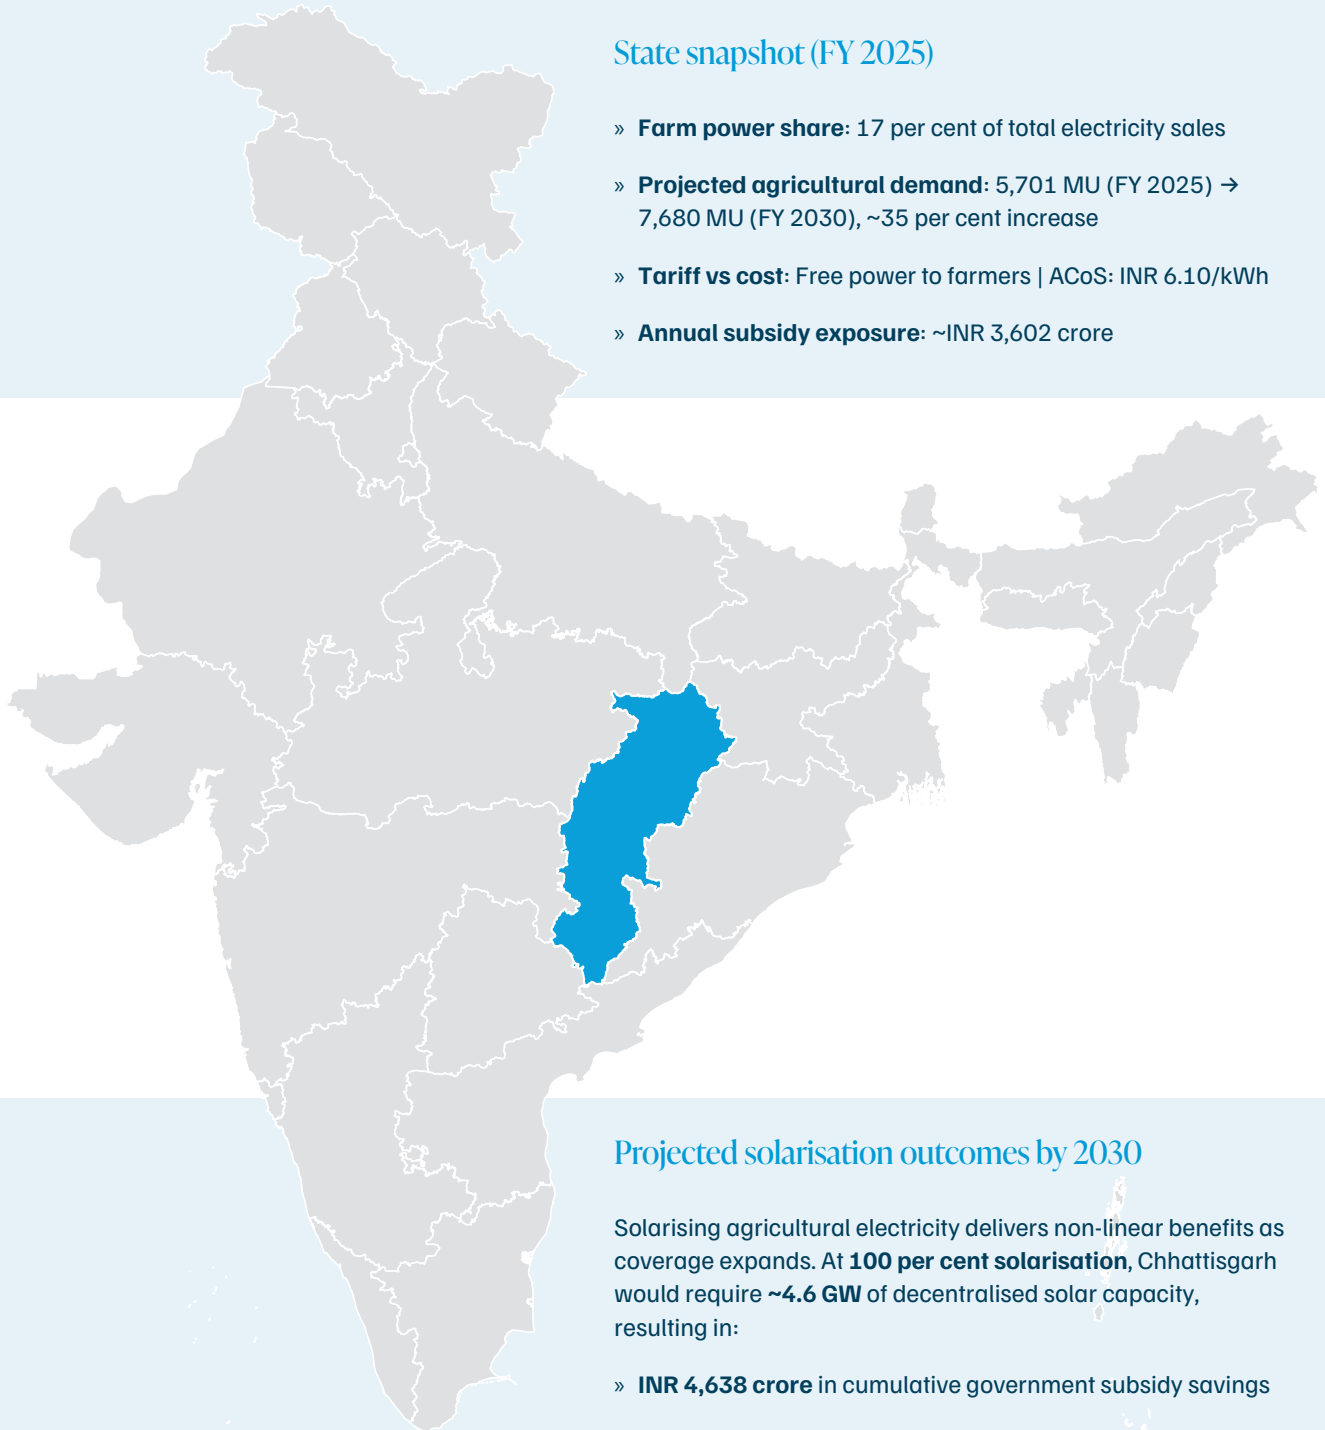 State snapshot (FY 2025)
» Farm power share: 17 per cent of total electricity sales
» Projected agricultural demand: 5,701 MU (FY 2025) →
7,680 MU (FY 2030), ~35 per cent increase
» Tariff vs cost: Free power to farmers | ACoS: INR 6.10/kWh
» Annual subsidy exposure: ~INR 3,602 crore
Projected solarisation outcomes by 2030
Solarising agricultural electricity delivers non-linear benefits as
coverage expands. At 100 per cent solarisation, Chhattisgarh
would require ~4.6 GW of decentralised solar capacity,
resulting in:
» INR 4,638 crore in cumulative government subsidy savings